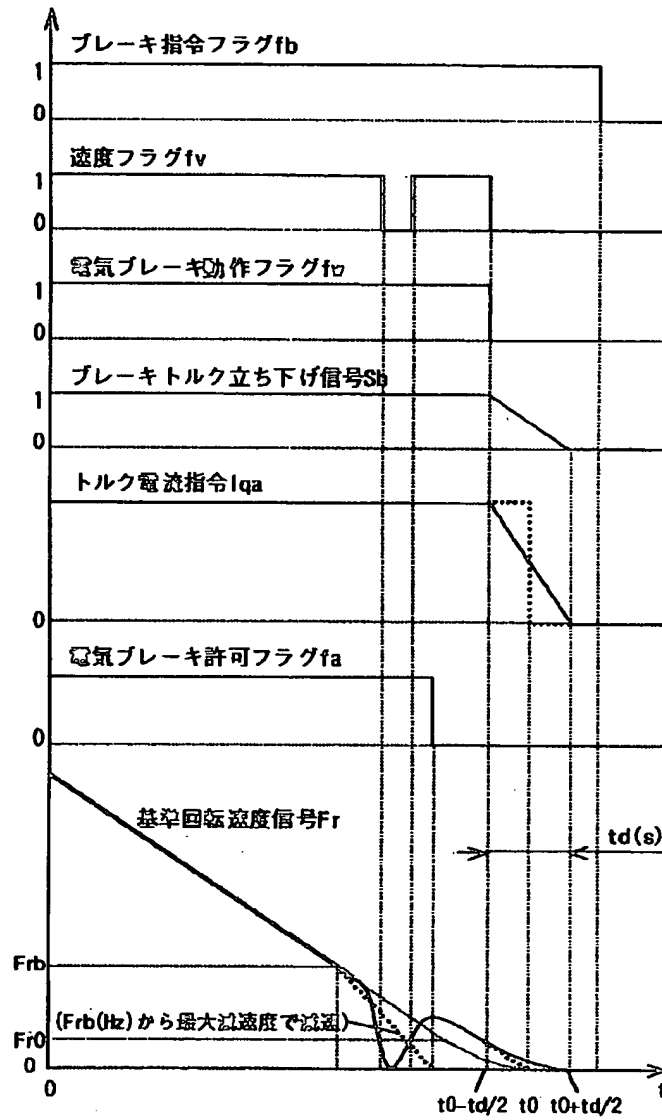 ブレーキ指令フラグfb
1
0
速度フラグfv
1
0
電気ブレーキ動作フラグ
1
0
ブレーキトルク立ち下げ信号Sb
1
0
トルク電流指令Iqa
0
電気ブレーキ許可フラグfa
0
基準回転速度信号Fr
td(s)
Frb
(Frb(Hz)から最大減速度で減速)
Fr0
0
0
t0-td/2
t0
t0+td/2
t